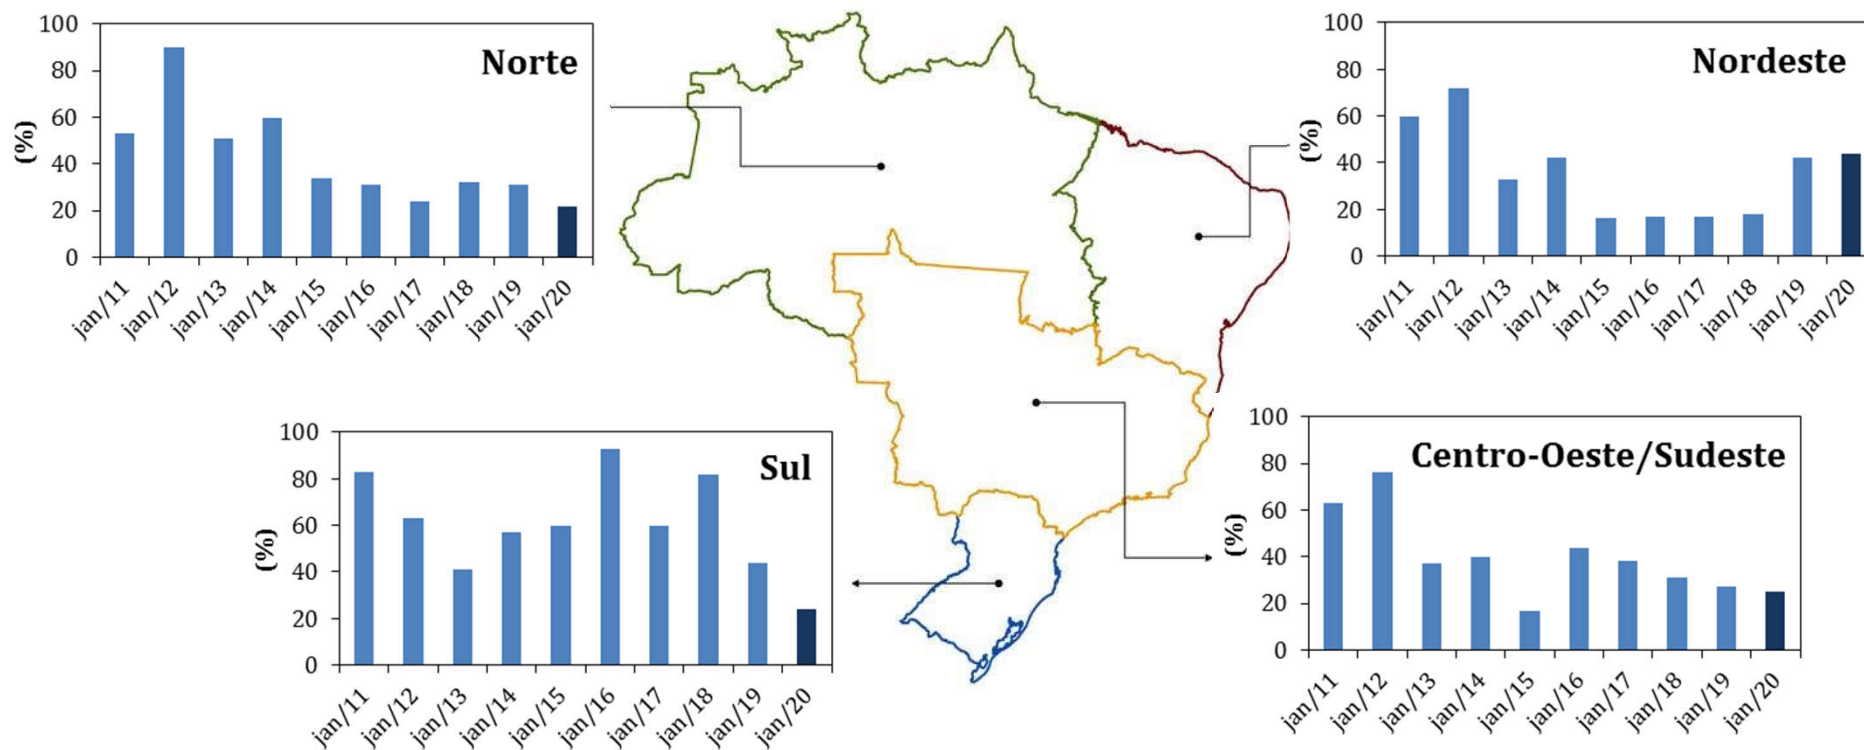 Norte
(%)
100
80
60
40
20
0
jan/11
jan/12
jan/13
jan/14
jan/15
jan/16
jan/17
jan/18
jan/19
jan/20
Nordeste
(%)
100
80
60
40
20
0
jan/11
jan/12
jan/13
jan/14
jan/15
jan/16
jan/17
jan/18
jan/19
jan/20
Sul
(%)
100
80
60
40
20
0
jan/11
jan/12
jan/13
jan/14
jan/15
jan/16
jan/17
jan/18
jan/19
jan/20
Centro-Oeste/Sudeste
(%)
100
80
60
40
20
0
jan/11
jan/12
jan/13
jan/14
jan/15
jan/16
jan/17
jan/18
jan/19
jan/20